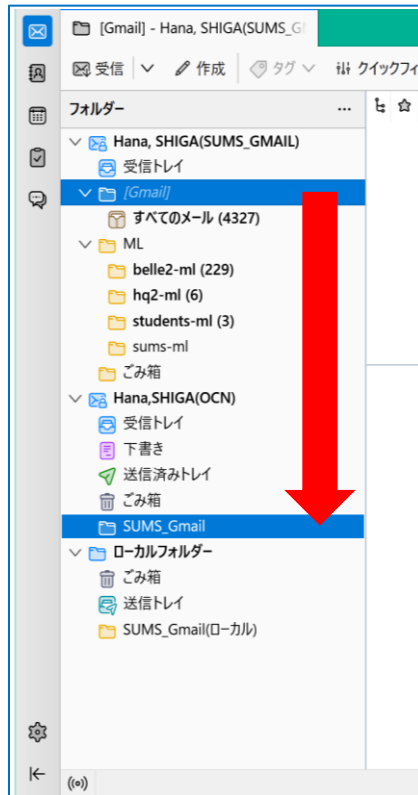 [Gmail] - Hana, SHIGA(SUMS_G
受信 作成 タグ クイックフィ
フォルダー ...
Hana, SHIGA(SUMS_GMAIL)
受信トレイ
[Gmail]
すべてのメール (4327)
ML
belle2-ml (229)
hq2-ml (6)
students-ml (3)
sums-ml
ごみ箱
Hana,SHIGA(OCN)
受信トレイ
下書き
送信済みトレイ
ごみ箱
SUMS_Gmail
ローカルフォルダー
ごみ箱
送信トレイ
SUMS_Gmail(ローカル)